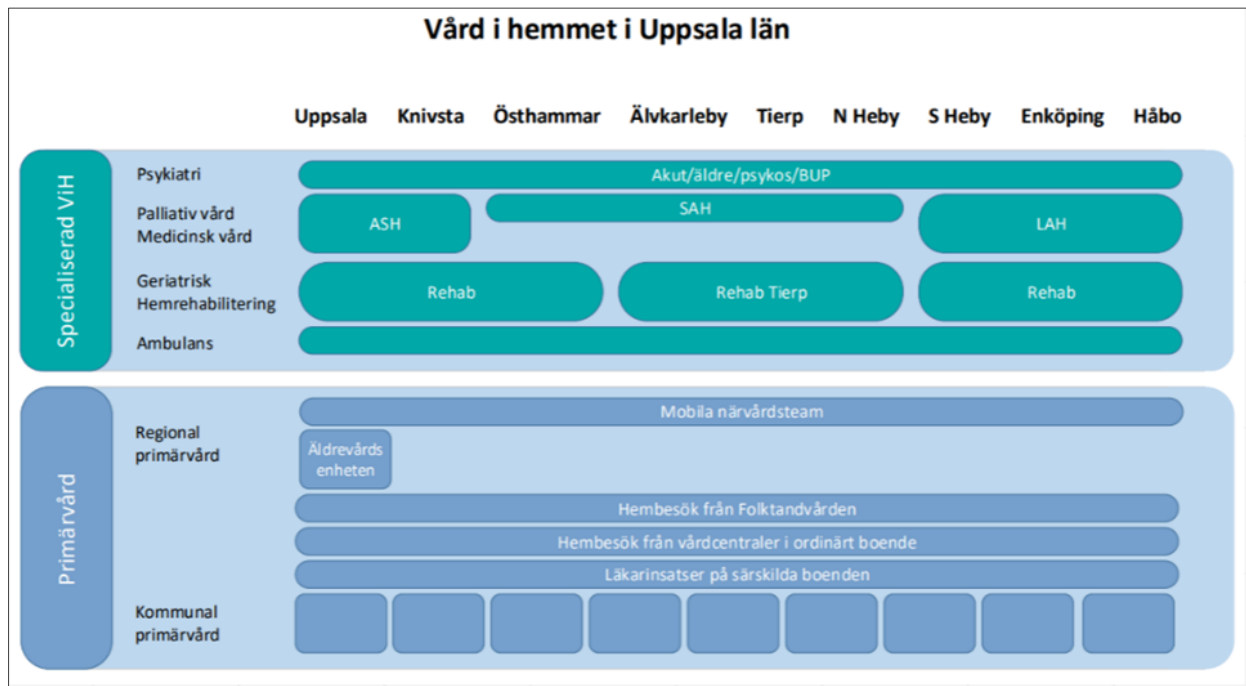 Vård i hemmet i Uppsala län
Uppsala Knivsta Östhammar Älvkarleby Tierp N Heby S Heby Enköping Håbo
Specialiserad ViH
Psykiatri
Akut/äldre/psykos/BUP
Palliativ vård
Medicinsk vård
ASH
SAH
LAH
Geriatrisk
Hemrehabilitering
Rehab
Rehab Tierp
Rehab
Ambulans
Primärvård
Regional
primärvård
Mobila närvårdsteam
Äldrevårds
enheten
Hembesök från Folktandvården
Hembesök från vårdcentraler i ordinärt boende
Läkarinsatser på särskilda boenden
Kommunal
primärvård